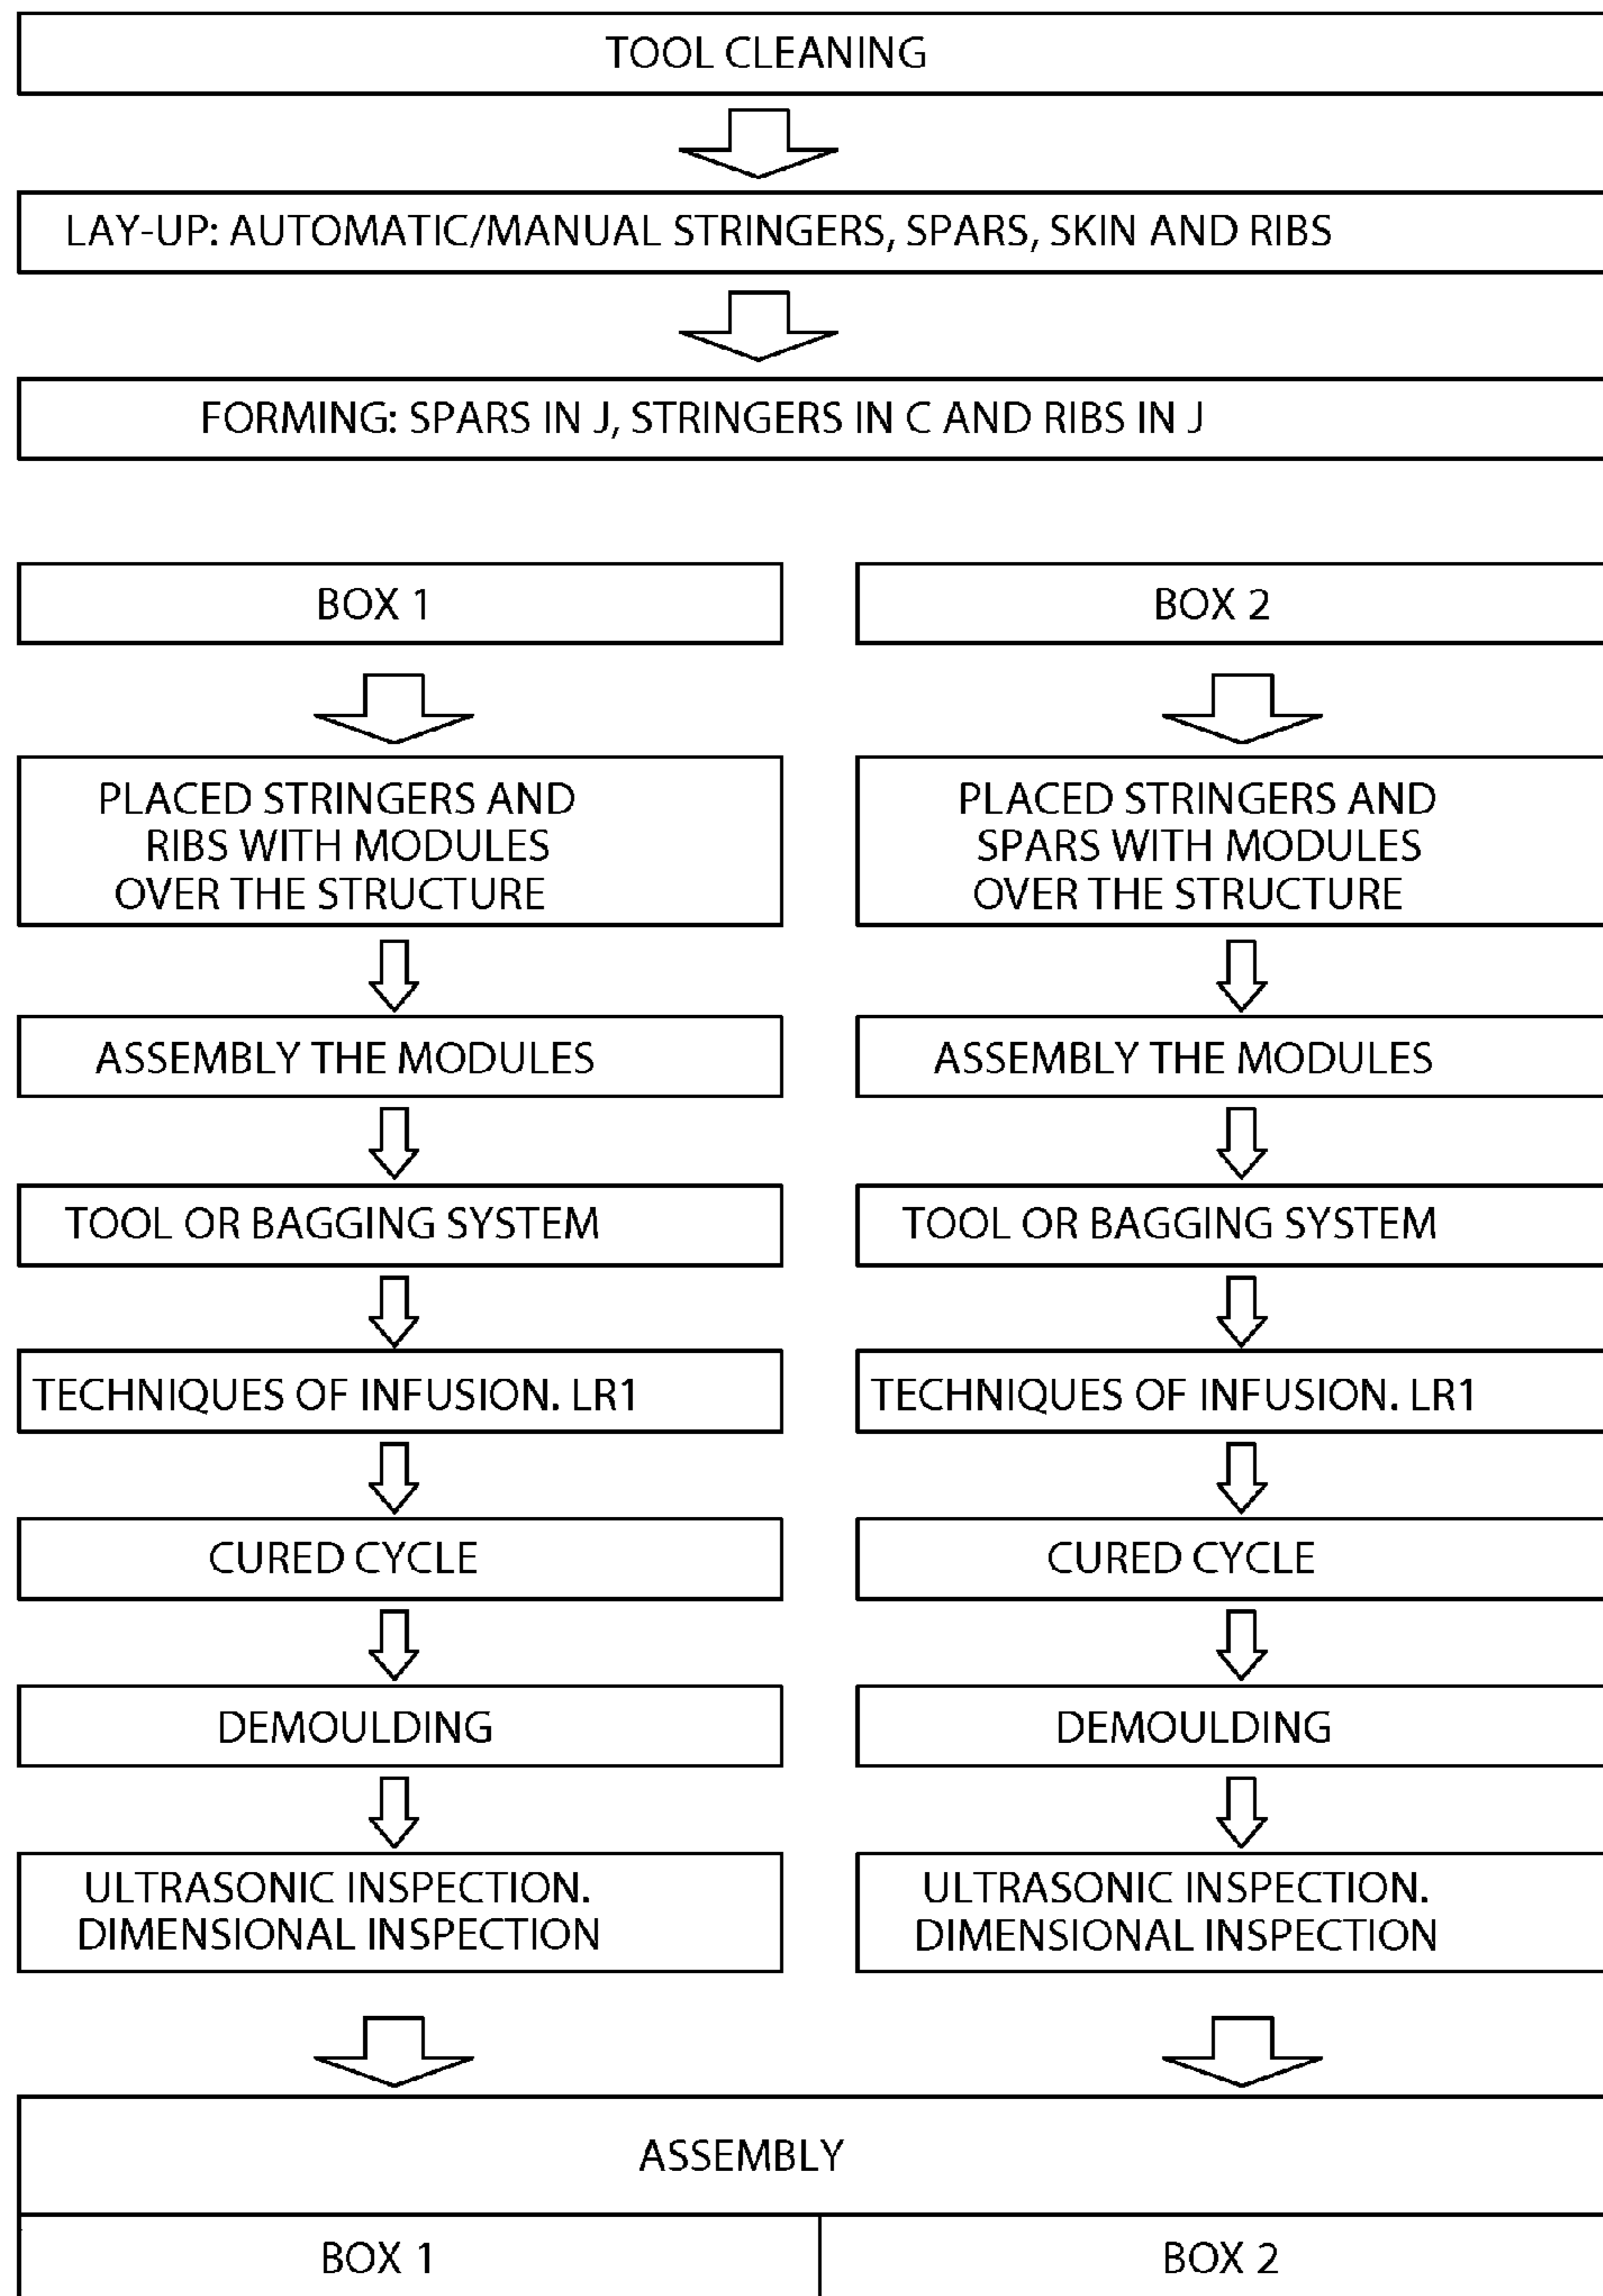 TOOL CLEANING
LAY-UP: AUTOMATIC/MANUAL STRINGERS, SPARS, SKIN AND RIBS
FORMING: SPARS IN J, STRINGERS IN C AND RIBS IN J
BOX 1
PLACED STRINGERS AND
RIBS WITH MODULES
OVER THE STRUCTURE
ASSEMBLY THE MODULES
TOOL OR BAGGING SYSTEM
TECHNIQUES OF INFUSION. LR1
CURED CYCLE
DEMOULDING
ULTRASONIC INSPECTION.
DIMENSIONAL INSPECTION
BOX 2
PLACED STRINGERS AND
SPARS WITH MODULES
OVER THE STRUCTURE
ASSEMBLY THE MODULES
TOOL OR BAGGING SYSTEM
TECHNIQUES OF INFUSION. LR1
CURED CYCLE
DEMOULDING
ULTRASONIC INSPECTION.
DIMENSIONAL INSPECTION
ASSEMBLY
BOX 1
BOX 2